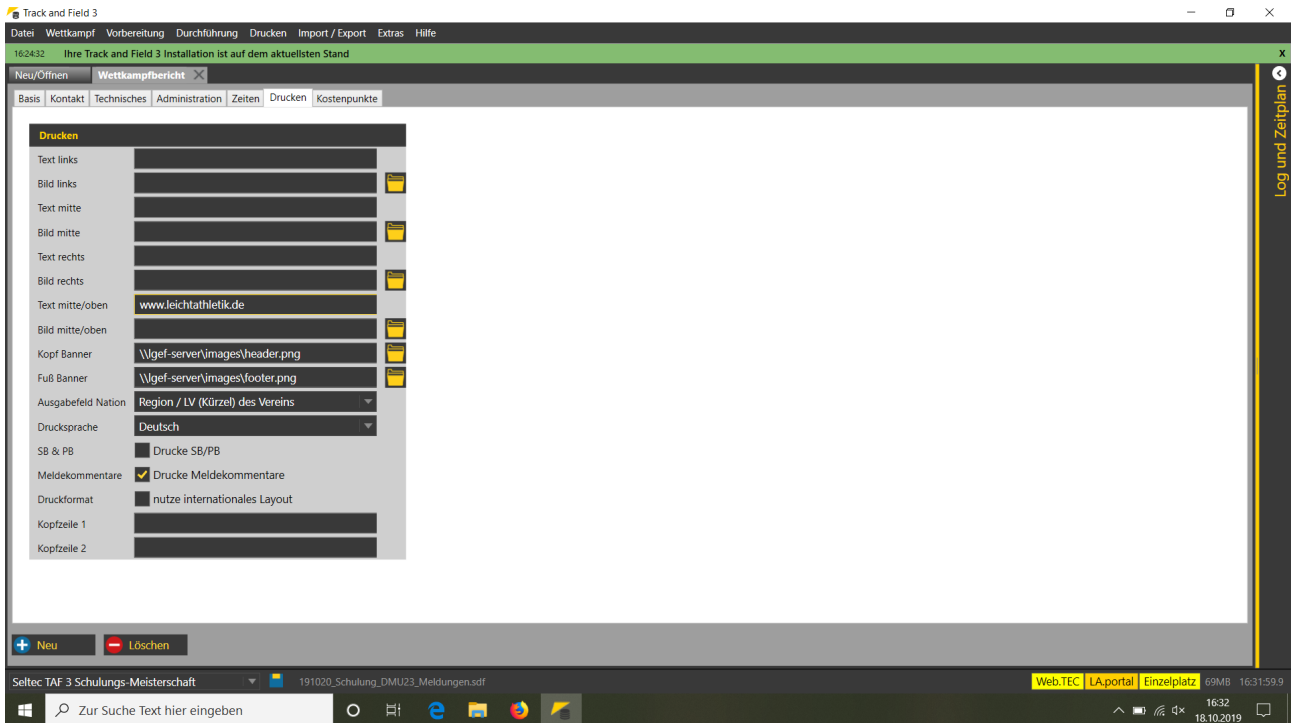 Track and Field 3
Datei Wettkampf Vorbereitung Durchführung Drucken Import / Export Extras Hilfe
16:24:32 Ihre Track and Field 3 Installation ist auf dem aktuellsten Stand X
Neu/Öffnen Wettkampfbericht
Basis Kontakt Technisches Administration Zeiten Drucken Kostenpunkte
Log und Zeitplan
Drucken
Text links
Bild links
Text mitte
Bild mitte
Text rechts
Bild rechts
Text mitte/oben www.leichtathletik.de
Bild mitte/oben
Kopf Banner \\lgef-server\images\header.png
Fuß Banner \\lgef-server\images\footer.png
Ausgabefeld Nation Region / LV (Kürzel) des Vereins
Drucksprache Deutsch
SB & PB Drucke SB/PB
Meldekommentare Drucke Meldekommentare
Druckformat nutze internationales Layout
Kopfzeile 1
Kopfzeile 2
Neu Löschen
Seltec TAF 3 Schulungs-Meisterschaft 191020_Schulung_DMU23_Meldungen.sdf Web.TEC LA.portal Einzelplatz 69MB 16:31:59.9
Zur Suche Text hier eingeben 16:32
18.10.2019